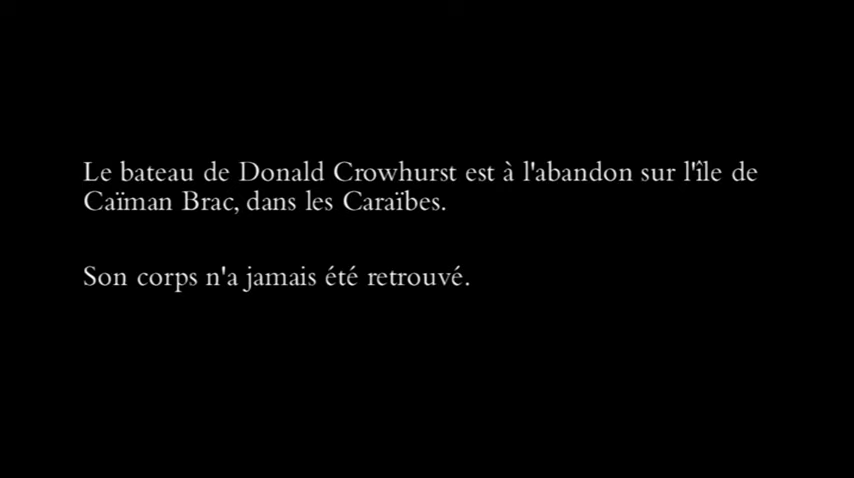 Le bateau de Donald Crowhurst est à l'abandon sur l'île de
Caïman Brac, dans les Caraïbes.
Son corps n'a jamais été retrouvé.